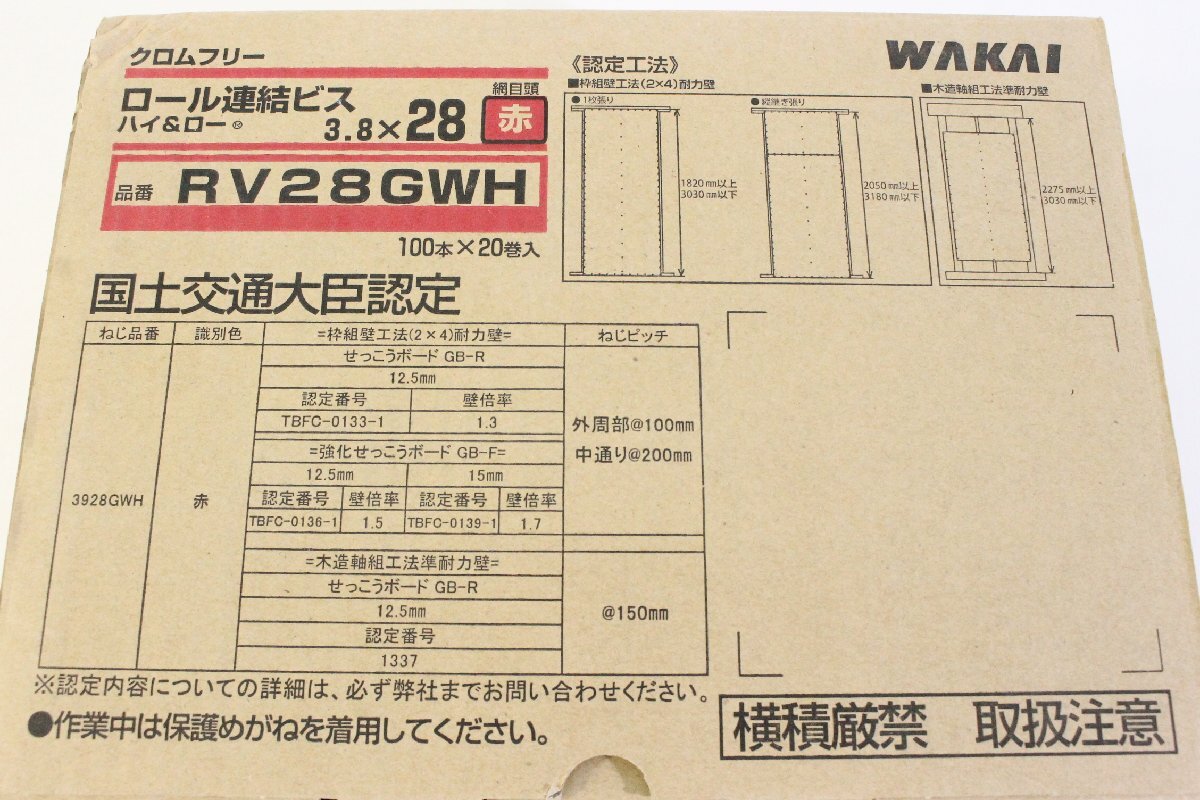 クロムフリー
ロール連結ビス
ハイ&ロー®
3.8×28
網目頭
赤
品番 RV28GWH
100本×20巻入
《認定工法》
WAKAI
■枠組壁工法(2×4)耐力壁
●1枚張り
1820㎜以上
3030㎜以下
●縦継ぎ張り
2050㎜以上
3180㎜以下
■木造軸組工法準耐力壁
2275㎜以上
3030㎜以下
国土交通大臣認定
ねじ品番 識別色 =枠組壁工法(2×4)耐力壁= ねじピッチ
せっこうボード GB-R
12.5mm
認定番号 壁倍率
TBFC-0133-1 1.3
外周部@100mm
中通り@200mm
=強化せっこうボード GB-F=
12.5mm 15mm
3928GWH 赤
認定番号 壁倍率 認定番号 壁倍率
TBFC-0136-1 1.5 TBFC-0139-1 1.7
=木造軸組工法準耐力壁=
せっこうボード GB-R
12.5mm
@150mm
認定番号
1337
※認定内容についての詳細は、必ず弊社までお問い合わせください。
●作業中は保護めがねを着用してください。
横積厳禁 取扱注意